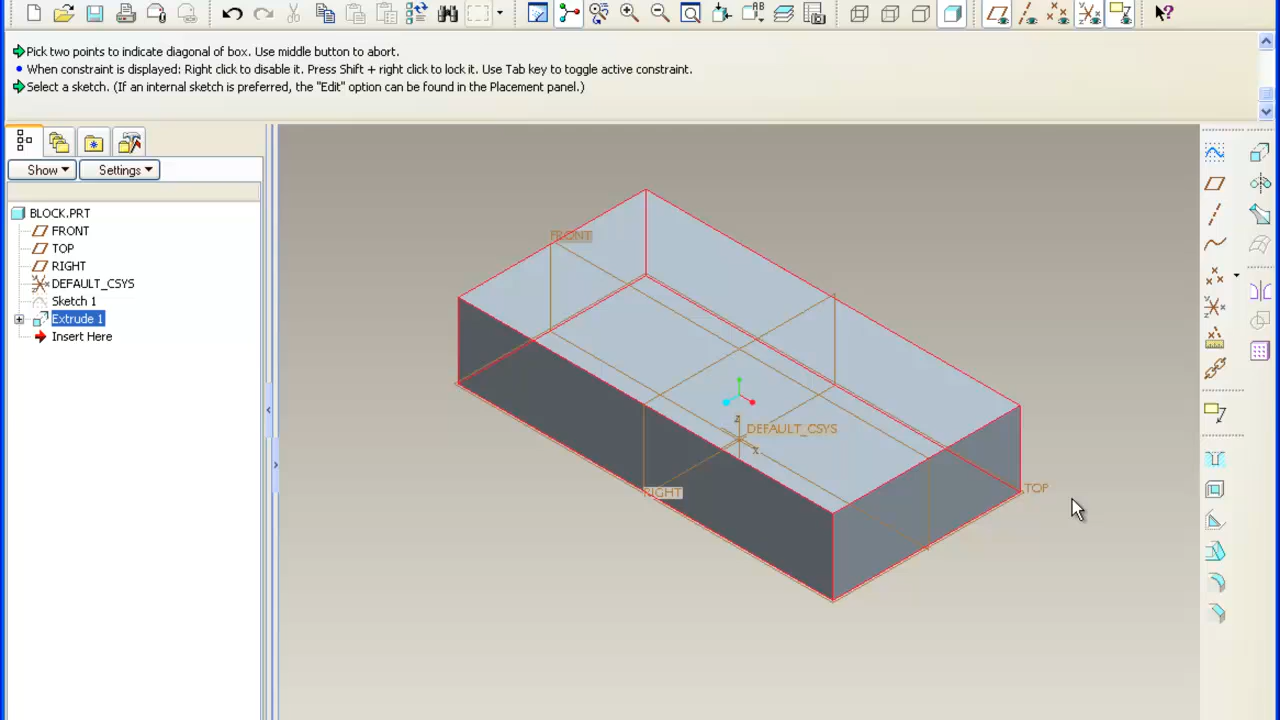 Pick two points to indicate diagonal of box. Use middle button to abort.
When constraint is displayed: Right click to disable it. Press Shift + right click to lock it. Use Tab key to toggle active constraint.
Select a sketch. (If an internal sketch is preferred, the "Edit" option can be found in the Placement panel.)
Show Settings
BLOCK.PRT
FRONT
TOP
RIGHT
DEFAULT_CSYS
Sketch 1
Extrude 1
Insert Here
FRONT
Z
DEFAULT_CSYS
X
RIGHT
TOP